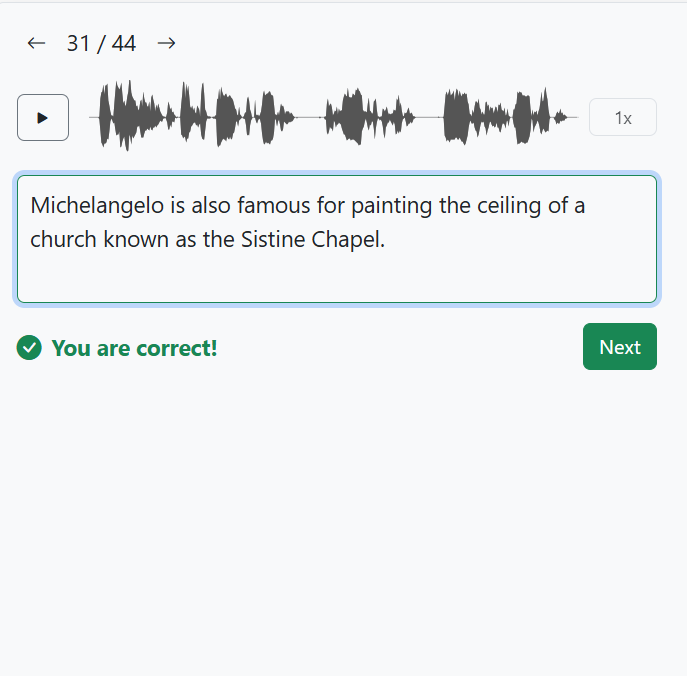 31 / 44
1x
Michelangelo is also famous for painting the ceiling of a
church known as the Sistine Chapel.
You are correct!
Next